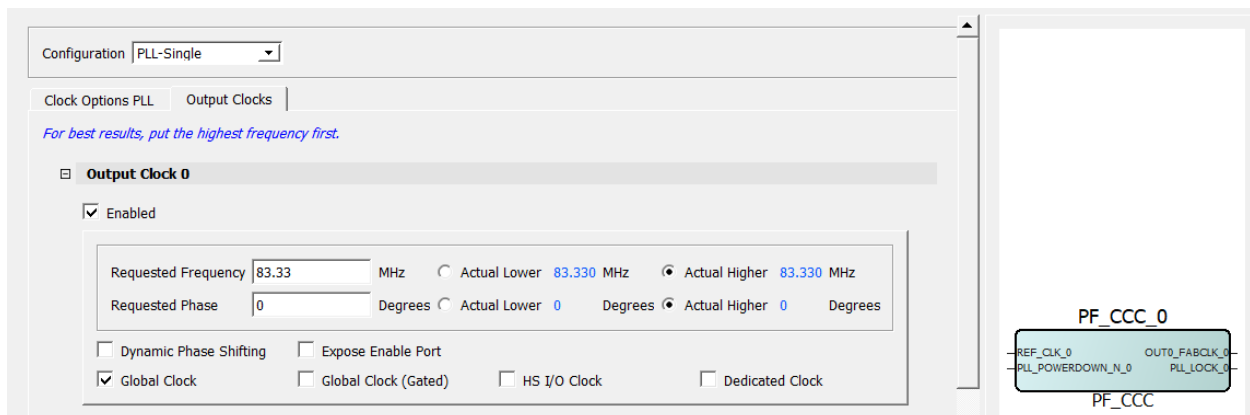 Configuration PLL-Single
Clock Options PLL Output Clocks
For best results, put the highest frequency first.
Output Clock 0
Enabled
Requested Frequency 83.33 MHz Actual Lower 83.330 MHz Actual Higher 83.330 MHz
Requested Phase 0 Degrees Actual Lower 0 Degrees Actual Higher 0 Degrees
Dynamic Phase Shifting Expose Enable Port
Global Clock Global Clock (Gated) HS I/O Clock Dedicated Clock
PF_CCC_0
REF_CLK_0 OUT0_FABCLK_0
PLL_POWERDOWN_N_0 PLL_LOCK_0
PF_CCC